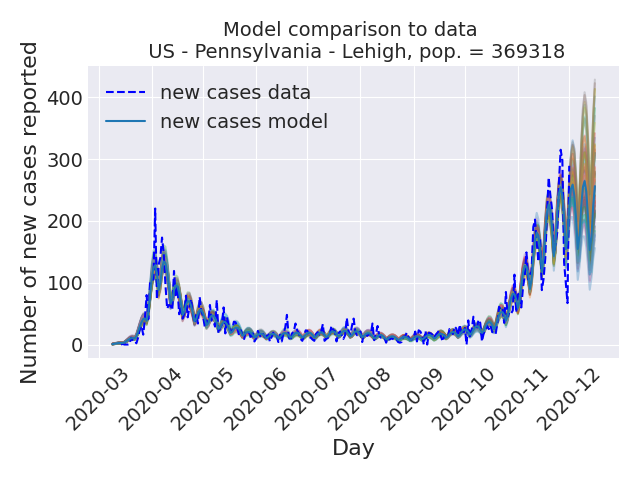 Model comparison to data
US - Pennsylvania - Lehigh, pop. = 369318
Number of new cases reported
new cases data
new cases model
400
300
200
100
0
2020-03
2020-04
2020-05
2020-06
2020-07
2020-08
2020-09
2020-10
2020-11
2020-12
Day